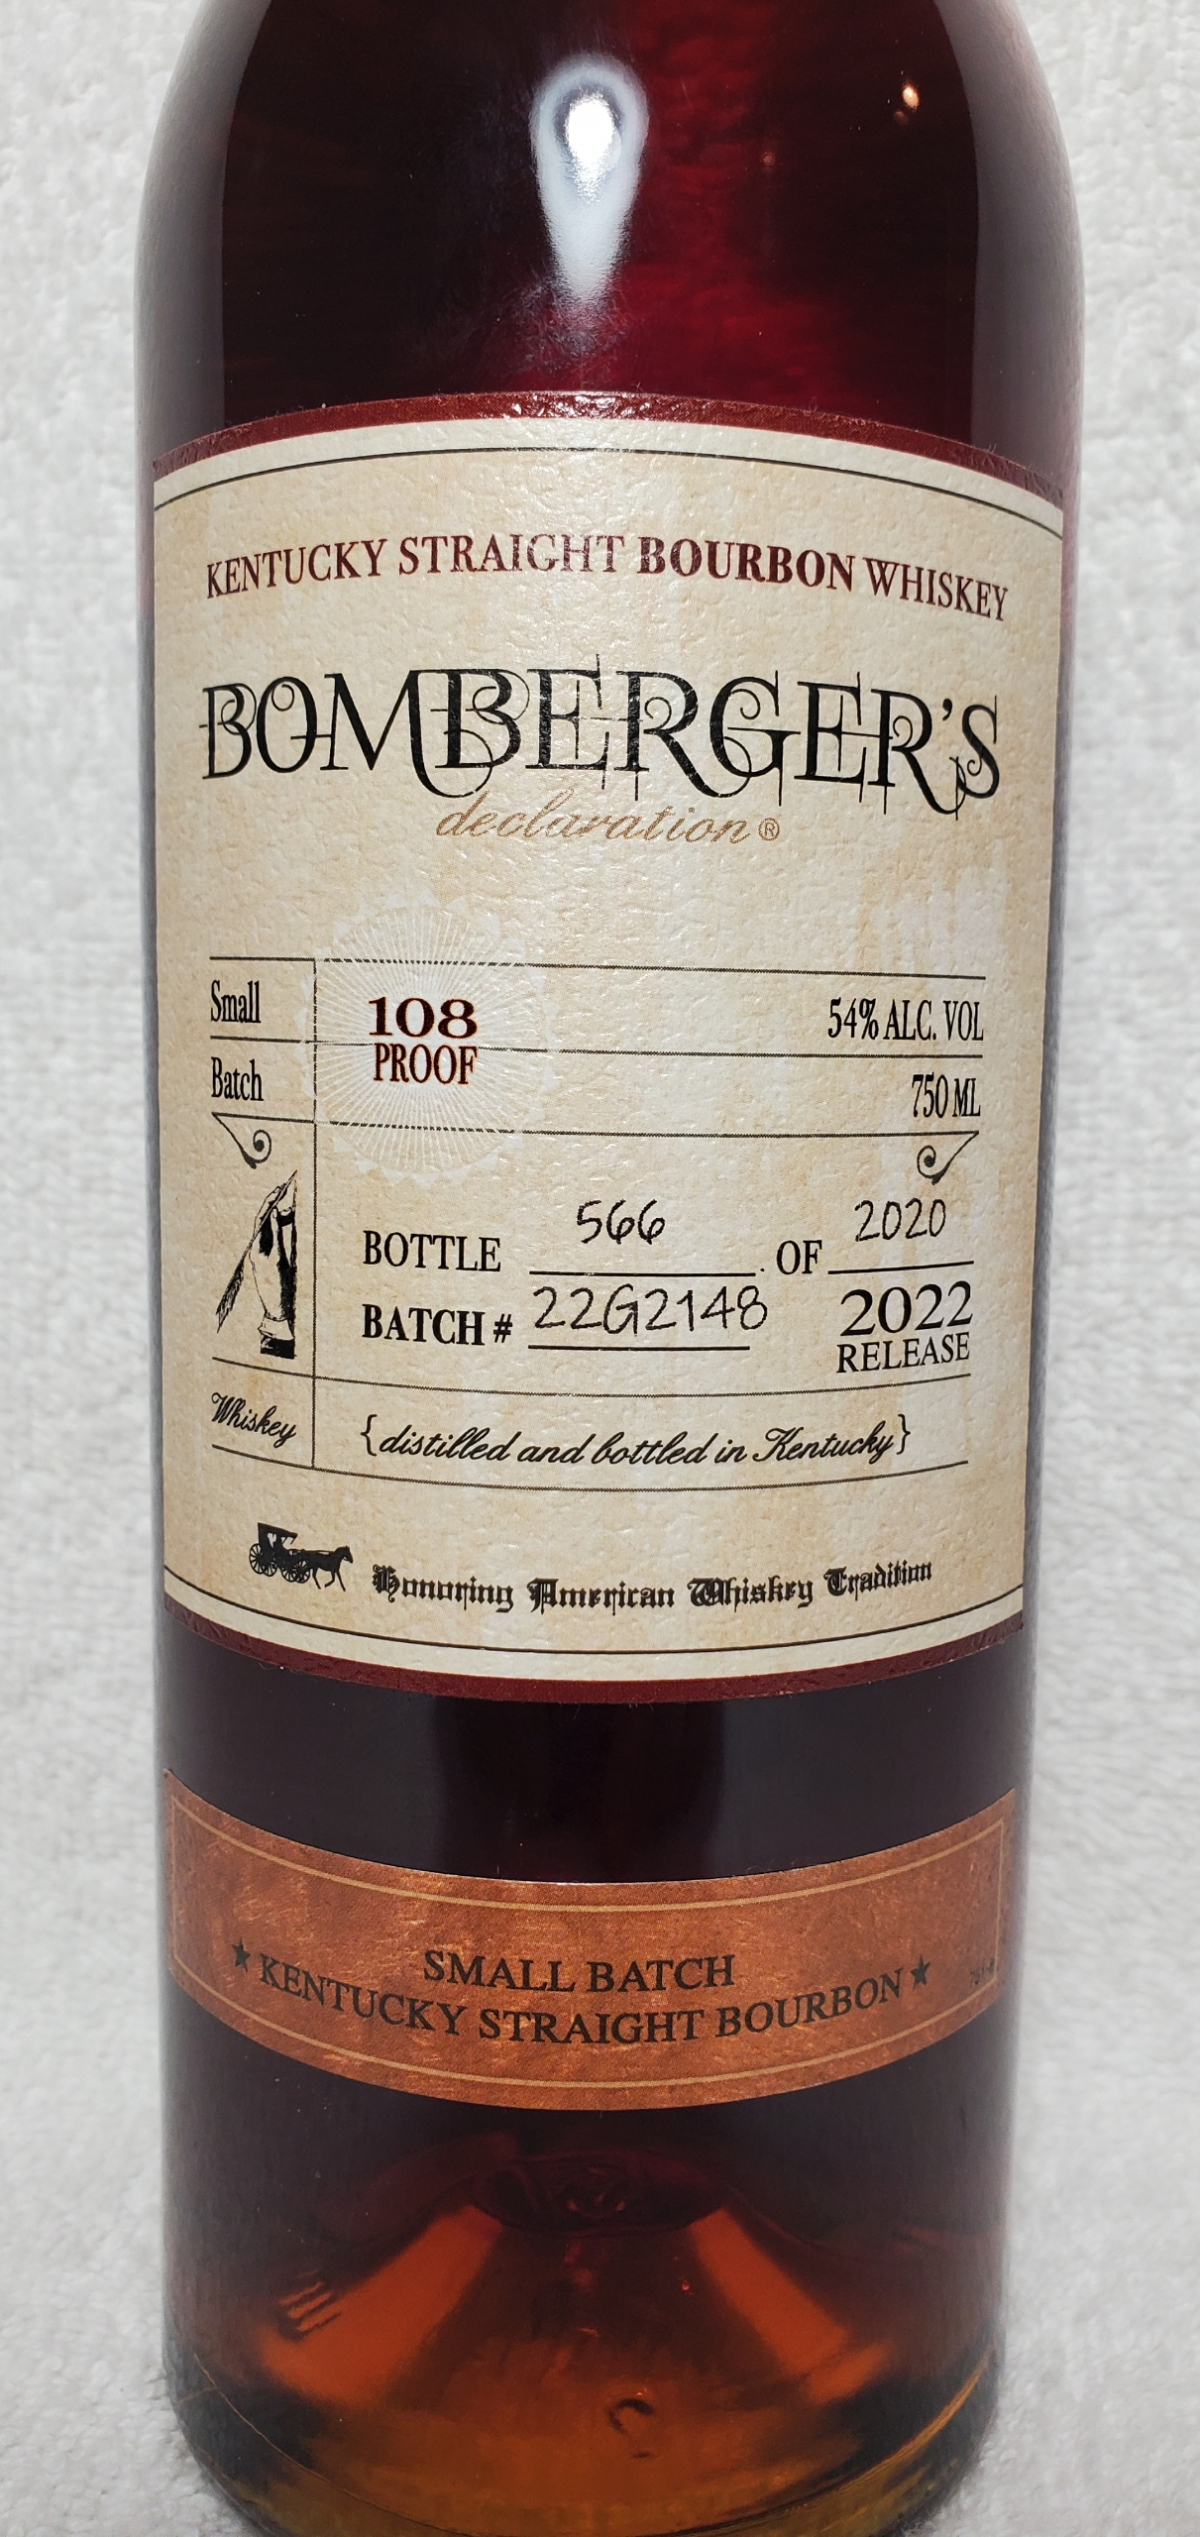 KENTUCKY STRAIGHT BOURBON WHISKEY
BOMBERGER'S
declaration®
Small
108
54% ALC. VOL
PROOF
Batch
750 ML
BOTTLE 566 OF 2020
BATCH # 22G2148 2022
RELEASE
Whiskey {distilled and bottled in Kentucky}
Honoring American Whiskey Tradition
SMALL BATCH
★ KENTUCKY STRAIGHT BOURBON ★